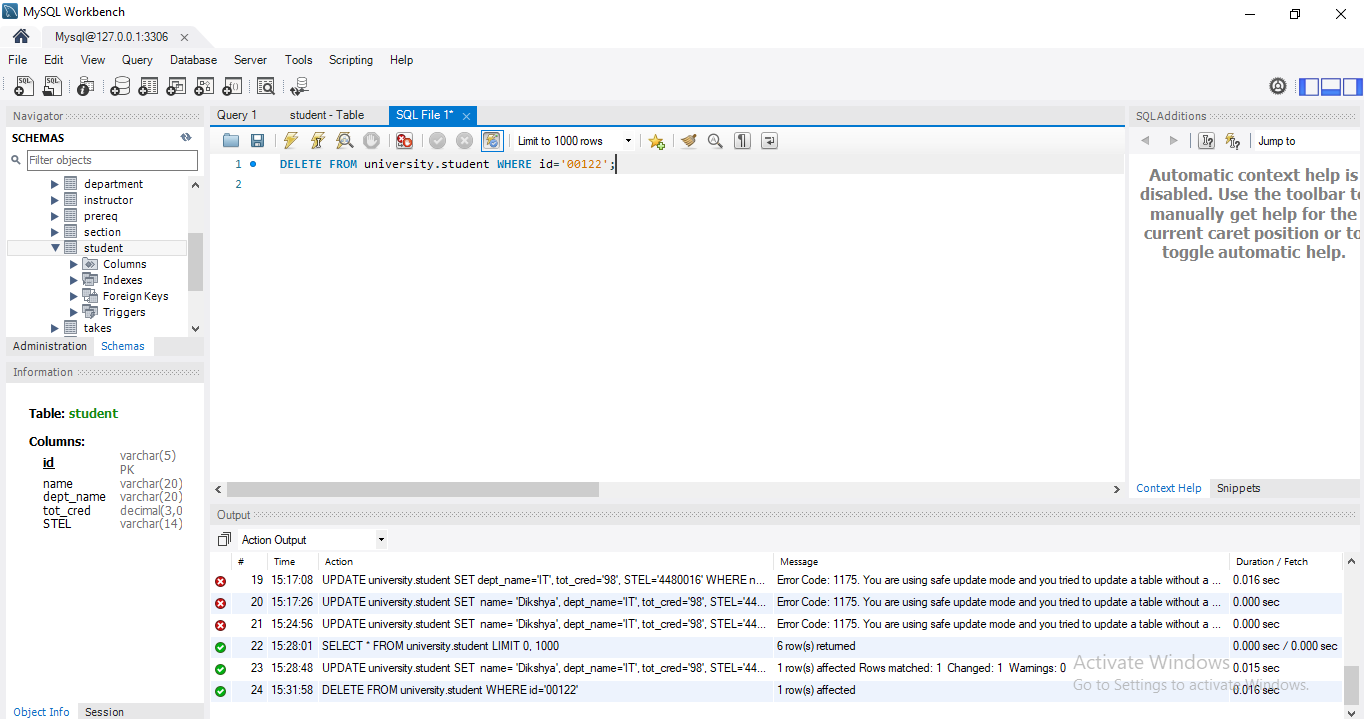 MySQL Workbench
Mysql@127.0.0.1:3306
File Edit View Query Database Server Tools Scripting Help
Navigator
SCHEMAS
Filter objects
department
instructor
prereq
section
student
Columns
Indexes
Foreign Keys
Triggers
takes
Administration Schemas
Information
Table: student
Columns:
id varchar(5) PK
name varchar(20)
dept_name varchar(20)
tot_cred decimal(3,0
STEL varchar(14)
Object Info Session
Query 1 student - Table SQL File 1*
Limit to 1000 rows
1 DELETE FROM university.student WHERE id='00122';
2
SQLAdditions
Jump to
Automatic context help is
disabled. Use the toolbar to
manually get help for the
current caret position or to
toggle automatic help.
Context Help Snippets
Output
Action Output
# Time Action Message Duration / Fetch
19 15:17:08 UPDATE university.student SET dept_name='IT', tot_cred='98', STEL='4480016' WHERE n... Error Code: 1175. You are using safe update mode and you tried to update a table without a ... 0.016 sec
20 15:17:26 UPDATE university.student SET name= 'Dikshya', dept_name='IT', tot_cred='98', STEL='44... Error Code: 1175. You are using safe update mode and you tried to update a table without a ... 0.000 sec
21 15:24:56 UPDATE university.student SET name= 'Dikshya', dept_name='IT', tot_cred='98', STEL='44... Error Code: 1175. You are using safe update mode and you tried to update a table without a ... 0.000 sec
22 15:28:01 SELECT * FROM university.student LIMIT 0, 1000 6 row(s) returned 0.000 sec / 0.000 sec
23 15:28:48 UPDATE university.student SET name= 'Dikshya', dept_name='IT', tot_cred='98', STEL='44... 1 row(s) affected Rows matched: 1 Changed: 1 Warnings: 0 0.015 sec
24 15:31:58 DELETE FROM university.student WHERE id='00122' 1 row(s) affected 0.016 sec
Activate Windows
Go to Settings to activate Windows.